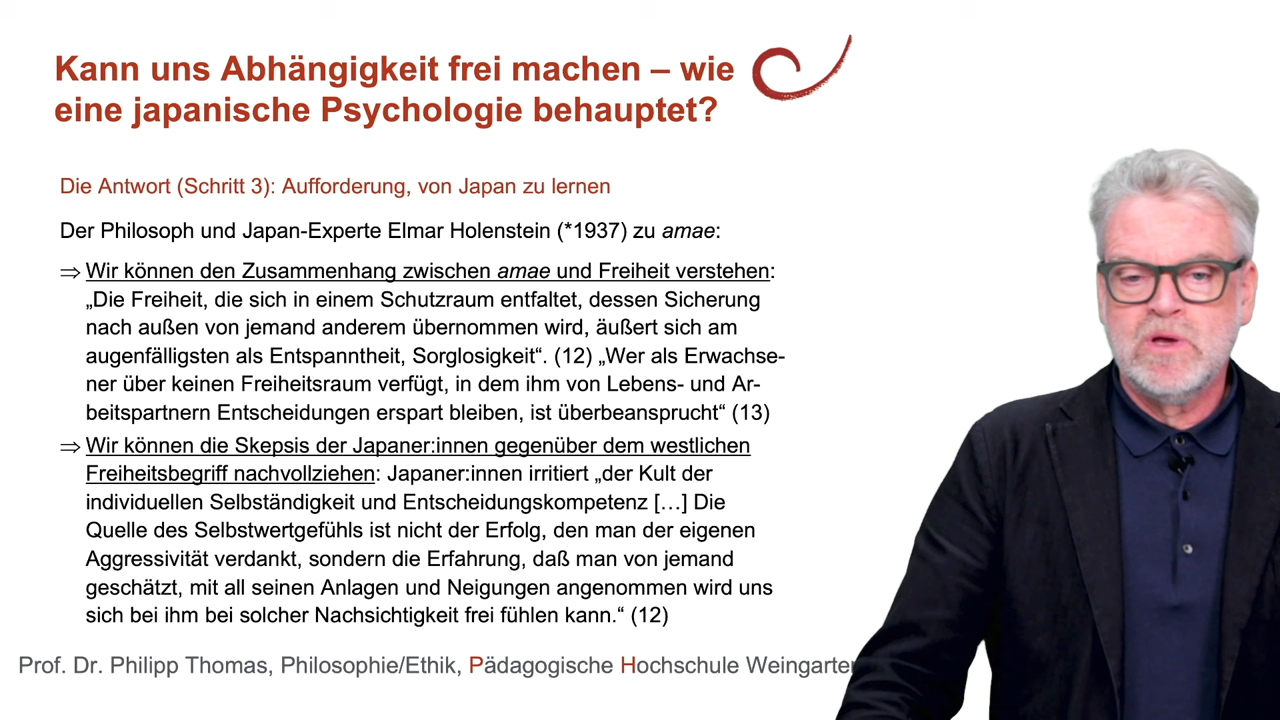 Kann uns Abhängigkeit frei machen – wie
eine japanische Psychologie behauptet?
Die Antwort (Schritt 3): Aufforderung, von Japan zu lernen
Der Philosoph und Japan-Experte Elmar Holenstein (*1937) zu amae:
⇒ Wir können den Zusammenhang zwischen amae und Freiheit verstehen:
„Die Freiheit, die sich in einem Schutzraum entfaltet, dessen Sicherung
nach außen von jemand anderem übernommen wird, äußert sich am
augenfälligsten als Entspanntheit, Sorglosigkeit“. (12) „Wer als Erwachse-
ner über keinen Freiheitsraum verfügt, in dem ihm von Lebens- und Ar-
beitspartnern Entscheidungen erspart bleiben, ist überbeansprucht“ (13)
⇒ Wir können die Skepsis der Japaner:innen gegenüber dem westlichen
Freiheitsbegriff nachvollziehen: Japaner:innen irritiert „der Kult der
individuellen Selbständigkeit und Entscheidungskompetenz […] Die
Quelle des Selbstwertgefühls ist nicht der Erfolg, den man der eigenen
Aggressivität verdankt, sondern die Erfahrung, daß man von jemand
geschätzt, mit all seinen Anlagen und Neigungen angenommen wird uns
sich bei ihm bei solcher Nachsichtigkeit frei fühlen kann.“ (12)
Prof. Dr. Philipp Thomas, Philosophie/Ethik, Pädagogische Hochschule Weingarten